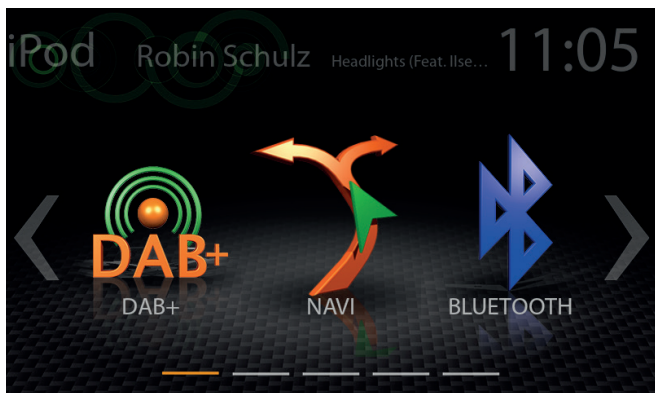 iPod Robin Schulz Headlights (Feat. Ilse... 11:05
DAB+
DAB+ NAVI BLUETOOTH